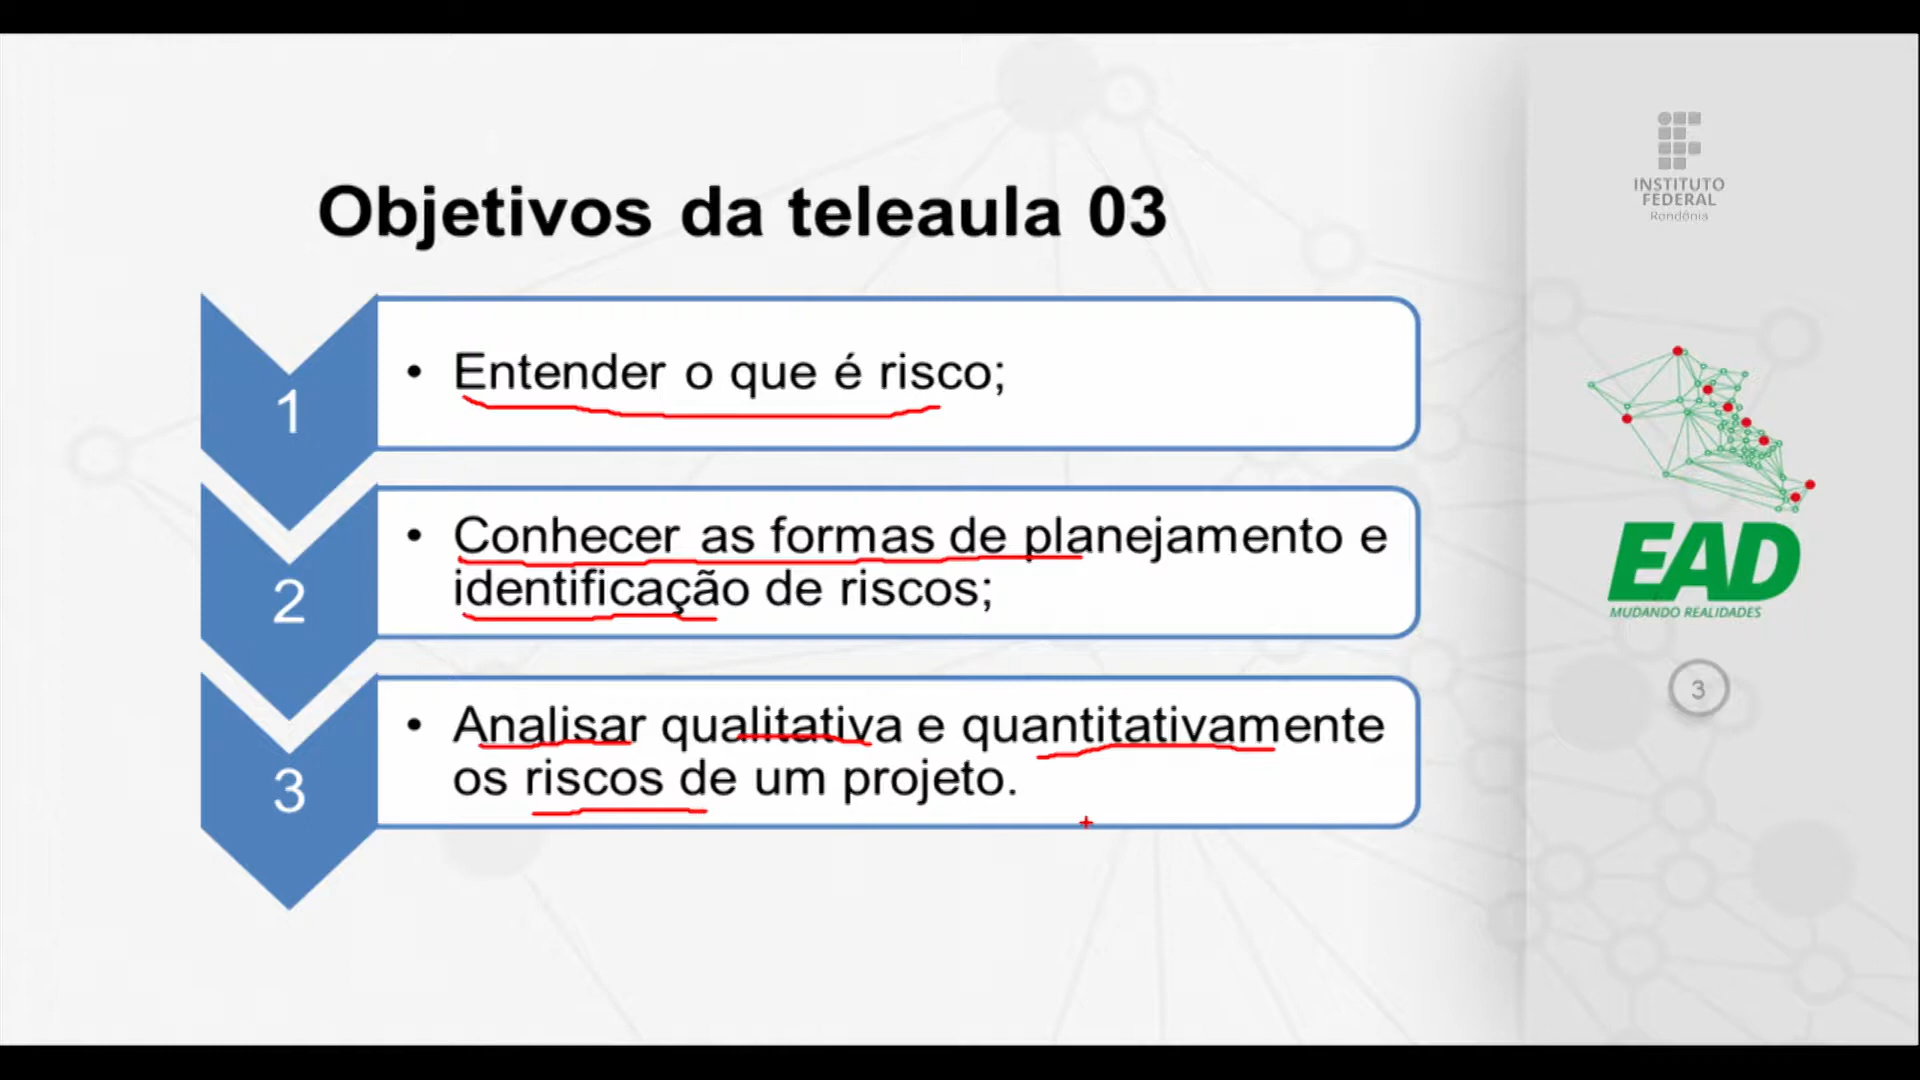 Objetivos da teleaula 03
1
• Entender o que é risco;
2
• Conhecer as formas de planejamento e
identificação de riscos;
3
• Analisar qualitativa e quantitativamente
os riscos de um projeto.
INSTITUTO
FEDERAL
Rondônia
EAD
MUDANDO REALIDADES
3